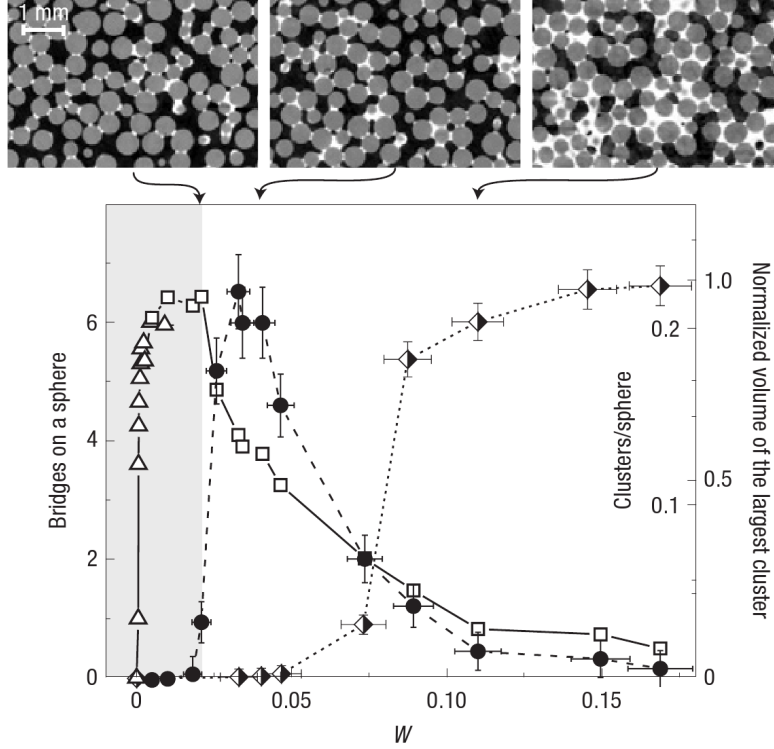 1 mm
Bridges on a sphere
6
4
2
0
Clusters/sphere
0.2
0.1
1.0
0.5
0
Normalized volume of the largest cluster
0
0.05
0.10
0.15
W